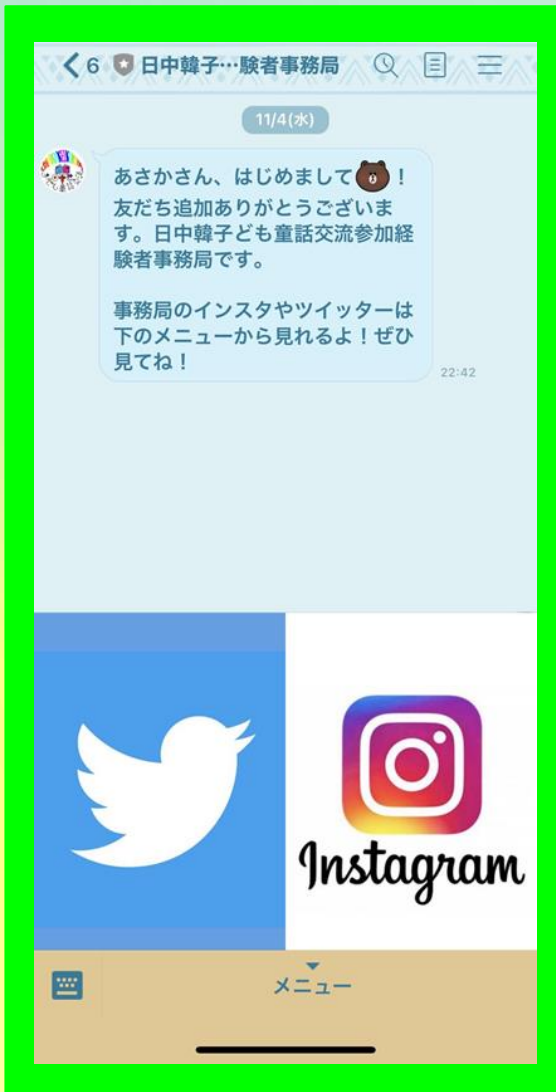 6 日中韓子…験者事務局
11/4(水)
あさかさん、はじめまして🐻！
友だち追加ありがとうございま
す。日中韓子ども童話交流参加経
験者事務局です。
事務局のインスタやツイッターは
下のメニューから見れるよ！ぜひ
見てね！
22:42
Instagram
メニュー